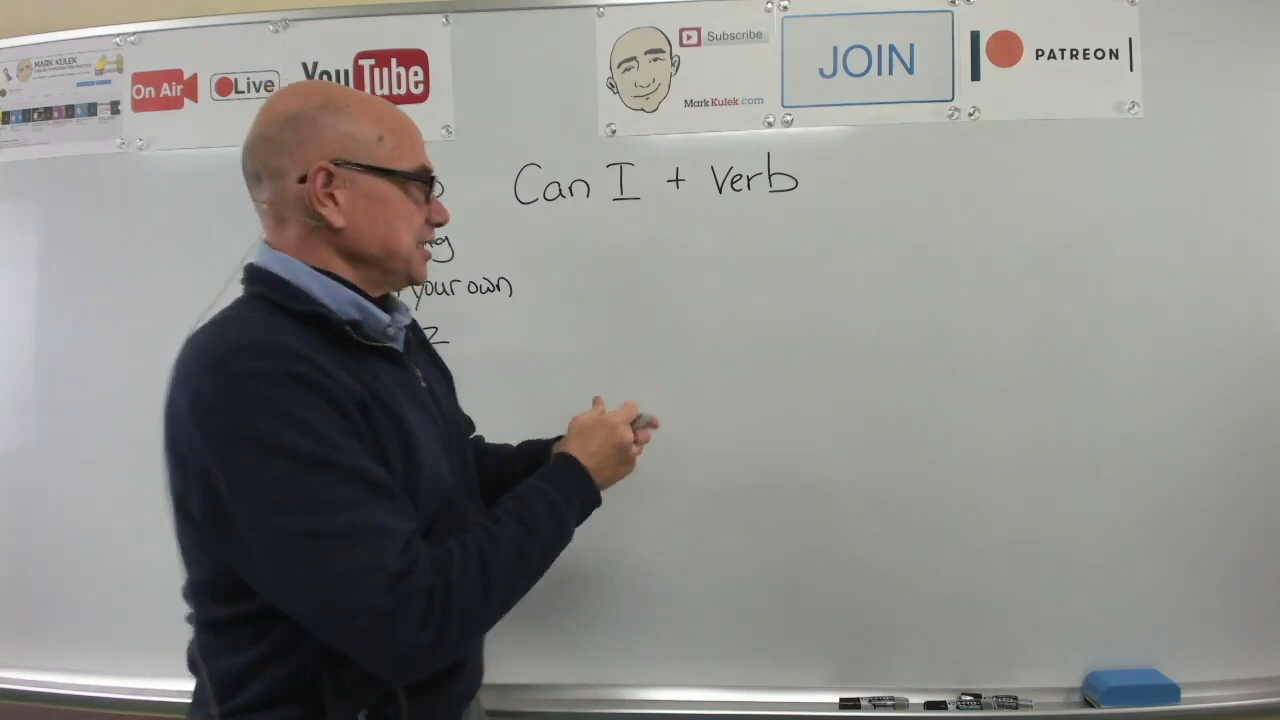 MARK KULEK
On Air
Live
YouTube
Subscribe
MarkKulek.com
JOIN
PATREON
Can I + Verb
your own